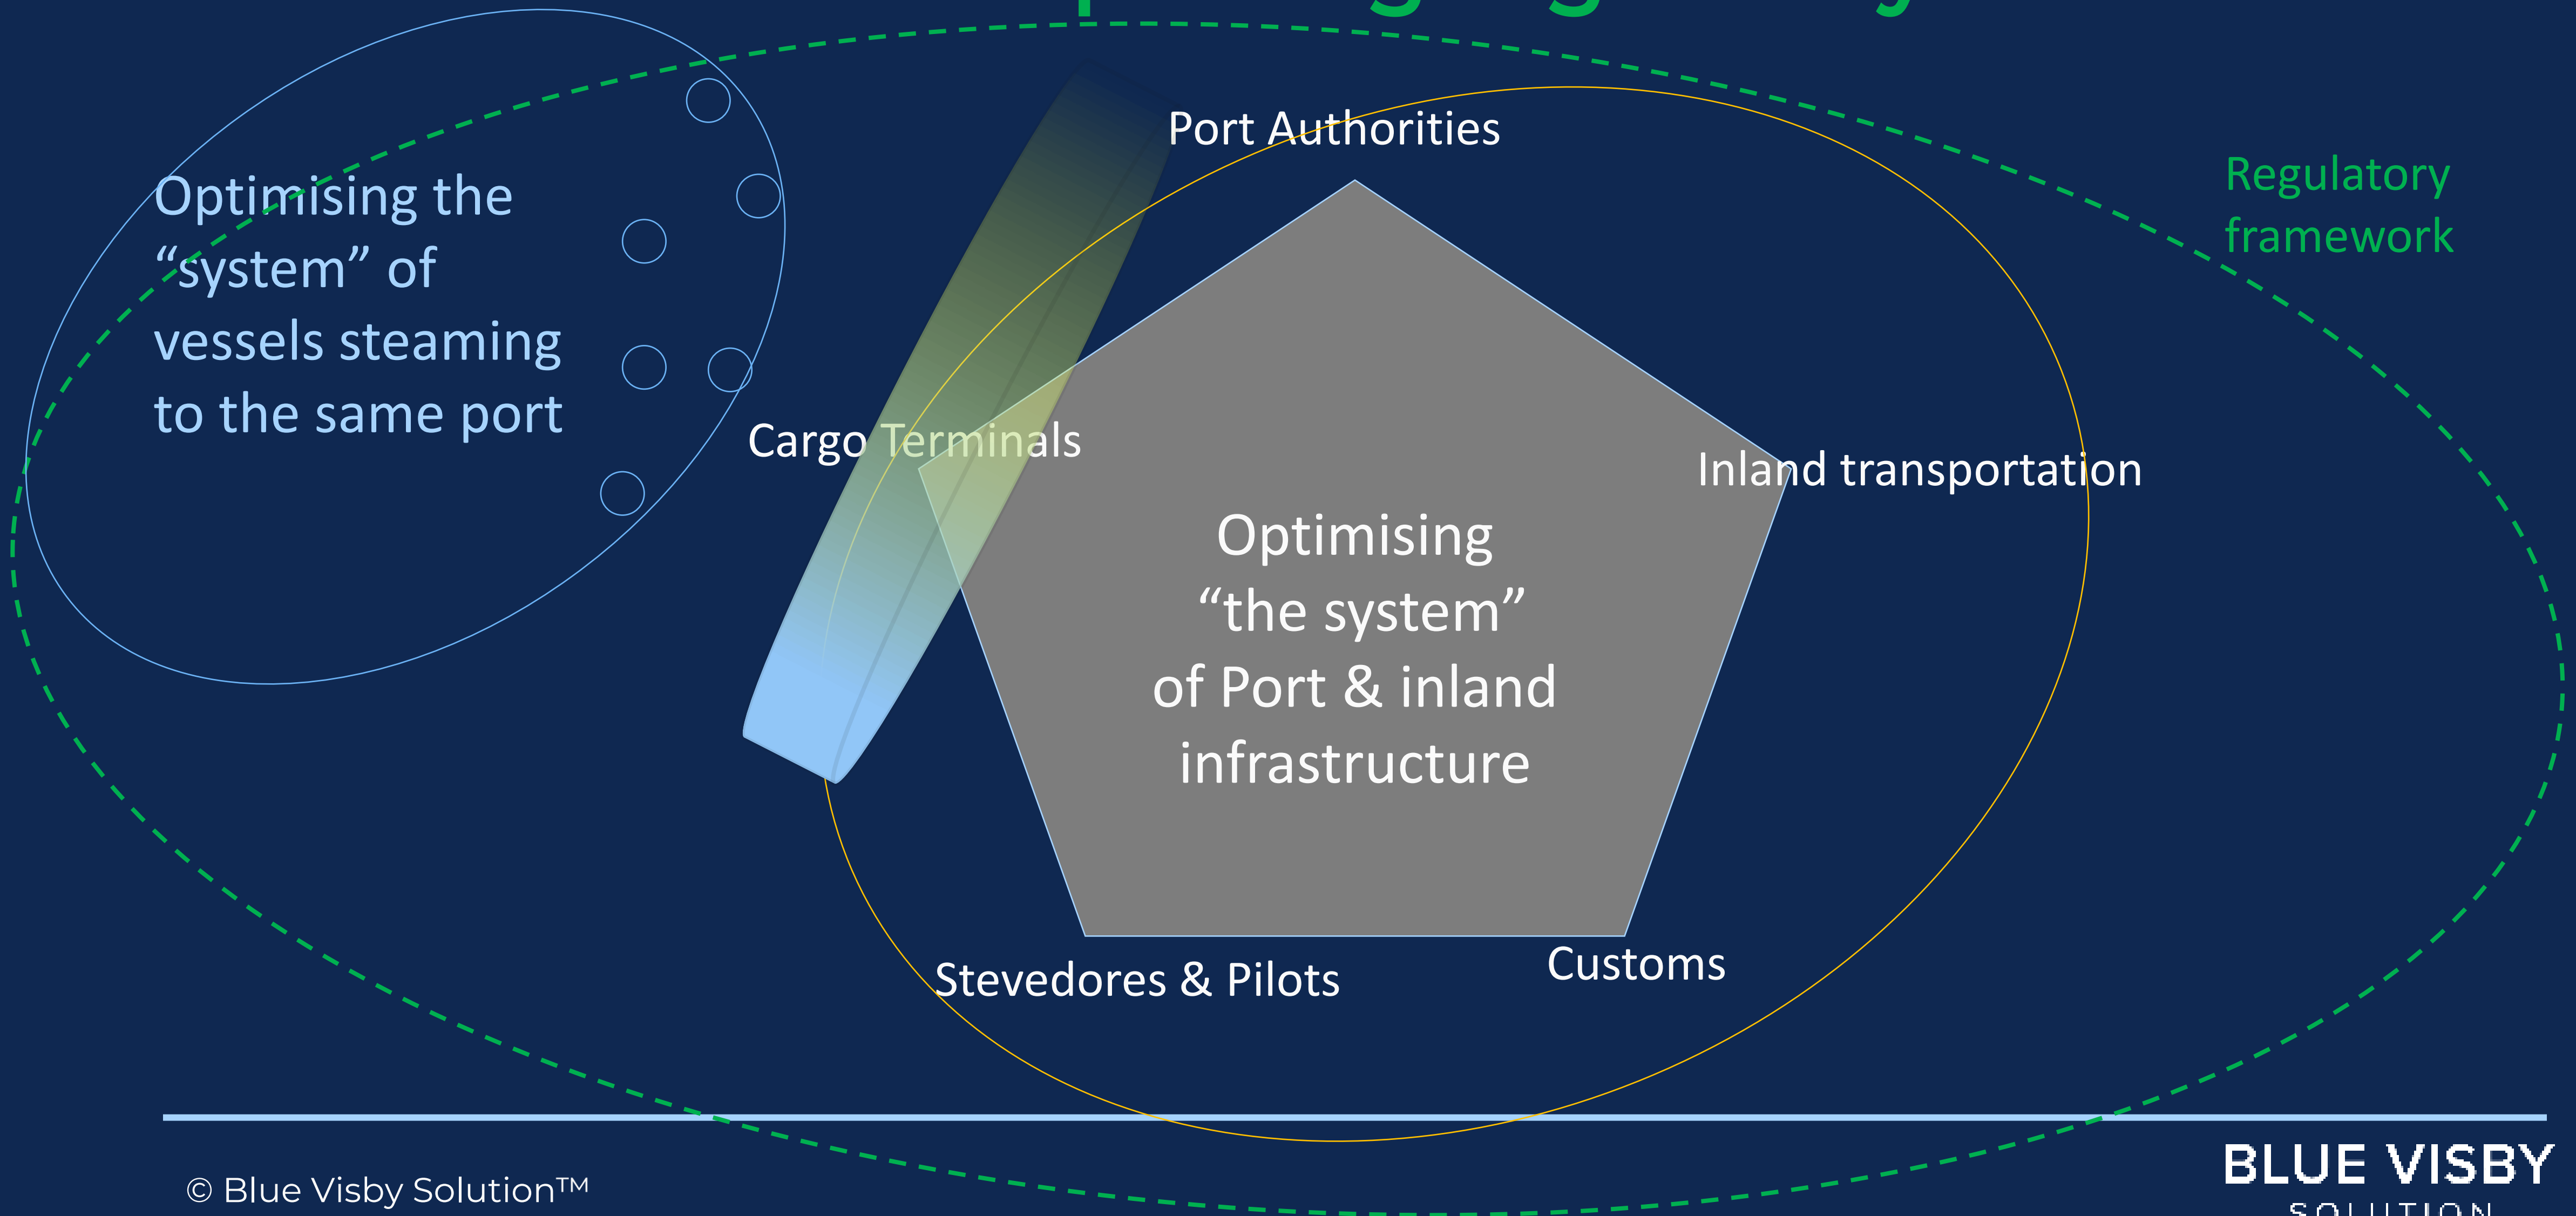 Port Authorities
Regulatory
framework
Optimising the
“system” of
vessels steaming
to the same port
Cargo Terminals
Inland transportation
Optimising
“the system”
of Port & inland
infrastructure
Stevedores & Pilots
Customs
© Blue Visby Solution™
BLUE VISBY
SOLUTION